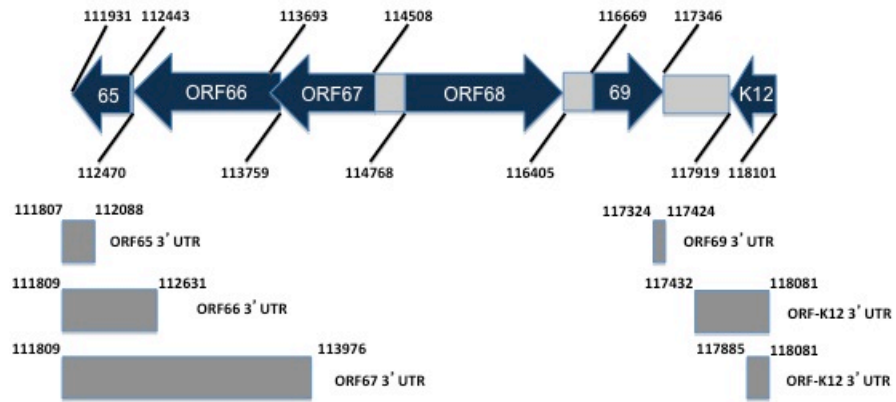 111931 112443 113693 114508 116669 117346
65 ORF66 ORF67 ORF68 69 K12
112470 113759 114768 116405 117919 118101
111807 112088 117324 117424
ORF65 3' UTR ORF69 3' UTR
111809 112631 117432 118081
ORF66 3' UTR ORF-K12 3' UTR
111809 113976 117885 118081
ORF67 3' UTR ORF-K12 3' UTR